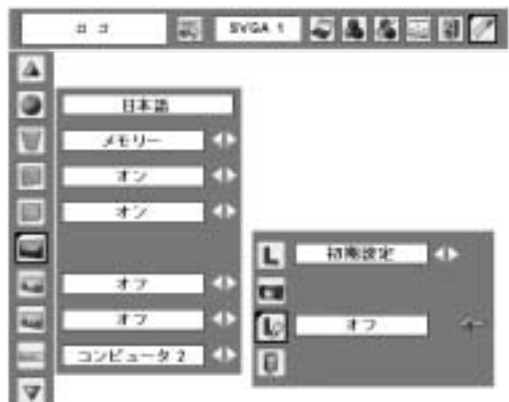 ロゴ
SVGA 1
日本語
メモリー
オン
オン
オフ
オフ
コンピュータ 2
初期設定
オフ